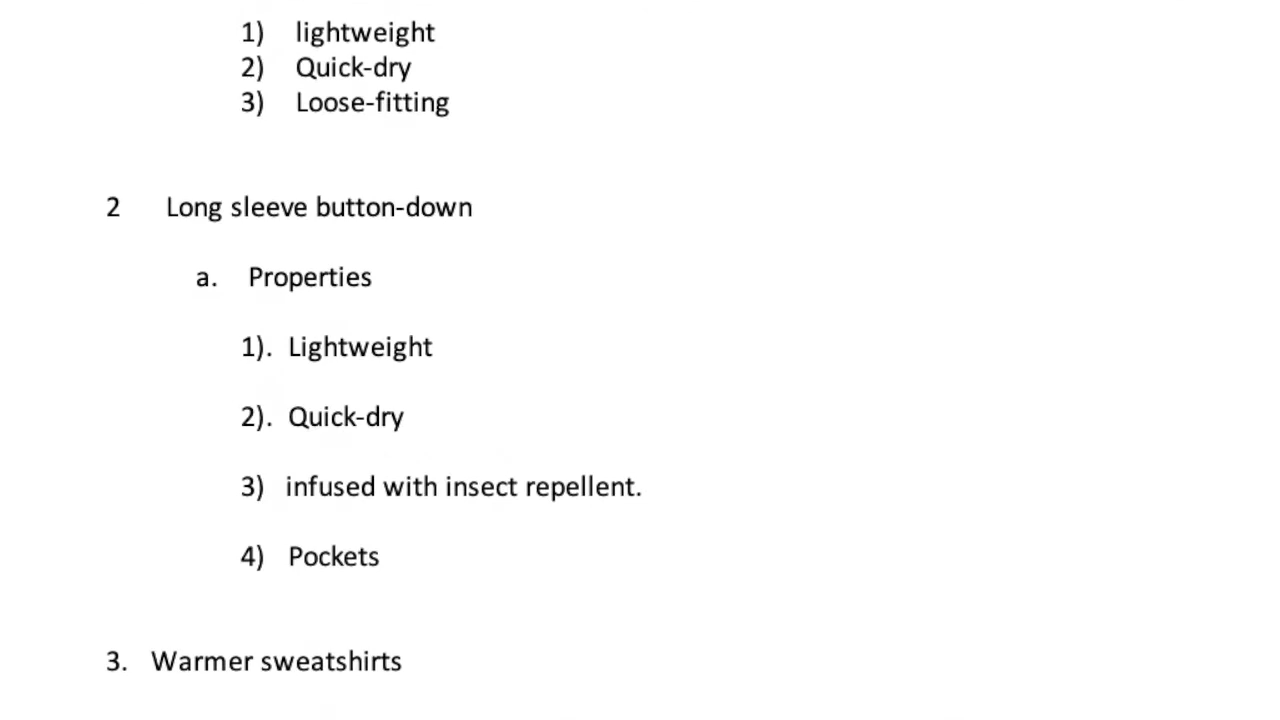 1) lightweight
2) Quick-dry
3) Loose-fitting
2 Long sleeve button-down
a. Properties
1). Lightweight
2). Quick-dry
3) infused with insect repellent.
4) Pockets
3. Warmer sweatshirts